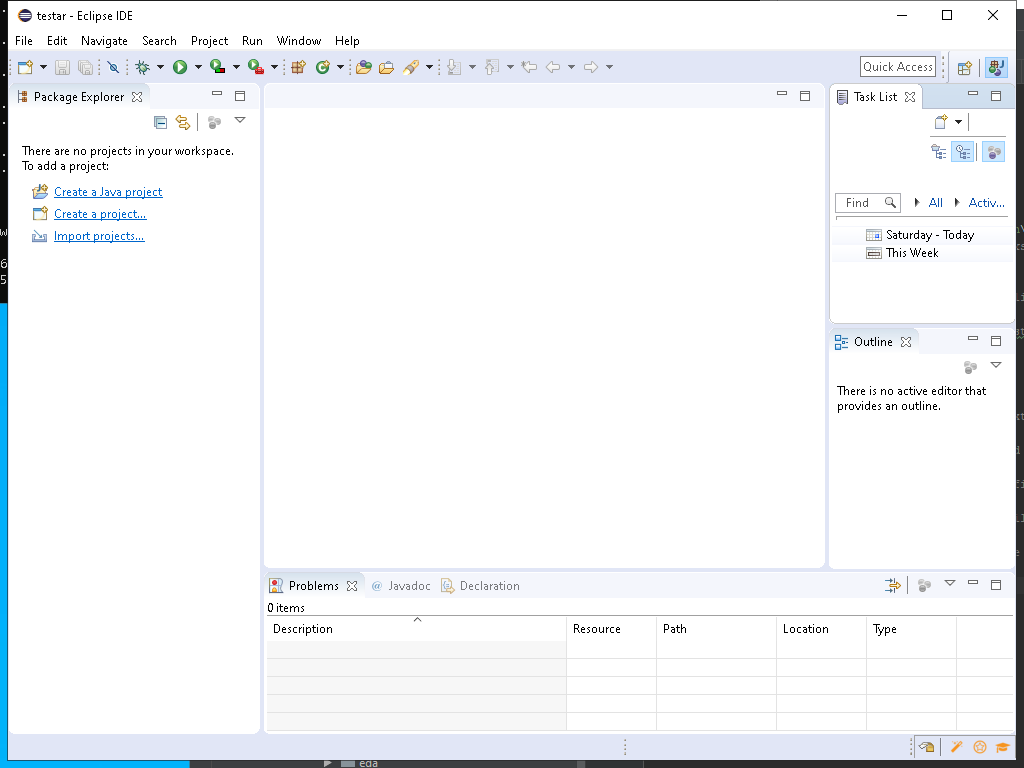 testar - Eclipse IDE
File Edit Navigate Search Project Run Window Help
Quick Access
Package Explorer
There are no projects in your workspace.
To add a project:
Create a Java project
Create a project...
Import projects...
Task List
Find All Activ...
Saturday - Today
This Week
Outline
There is no active editor that
provides an outline.
Problems @ Javadoc Declaration
0 items
Description Resource Path Location Type
eda